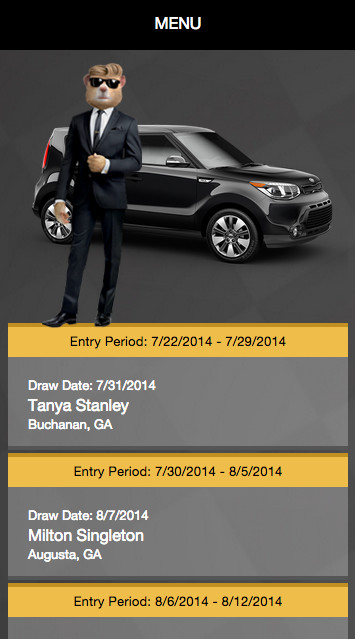 MENU
Entry Period: 7/22/2014 - 7/29/2014
Draw Date: 7/31/2014
Tanya Stanley
Buchanan, GA
Entry Period: 7/30/2014 - 8/5/2014
Draw Date: 8/7/2014
Milton Singleton
Augusta, GA
Entry Period: 8/6/2014 - 8/12/2014